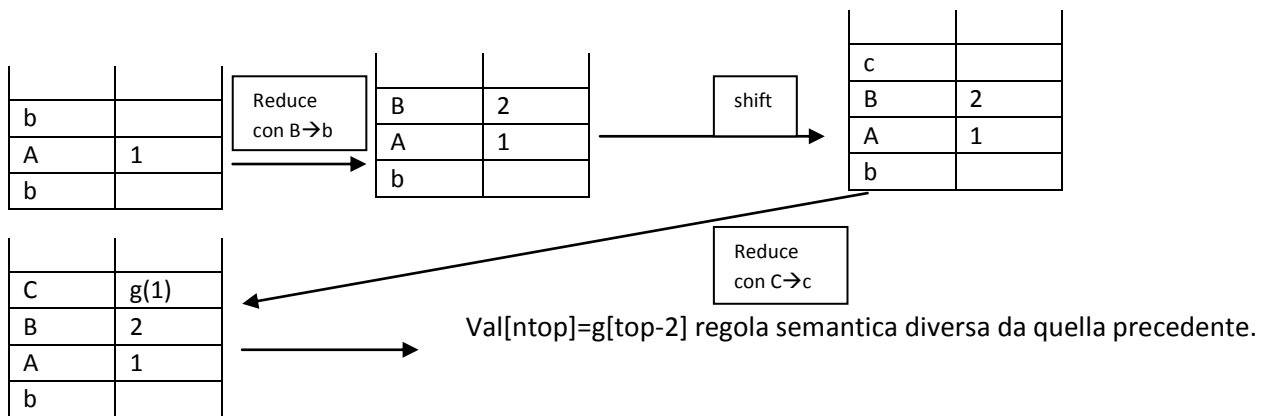 b
A 1
b
Reduce
con B→b
B 2
A 1
b
shift
c
B 2
A 1
b
Reduce
con C→c
C g(1)
B 2
A 1
b
Val[ntop]=g[top-2] regola semantica diversa da quella precedente.